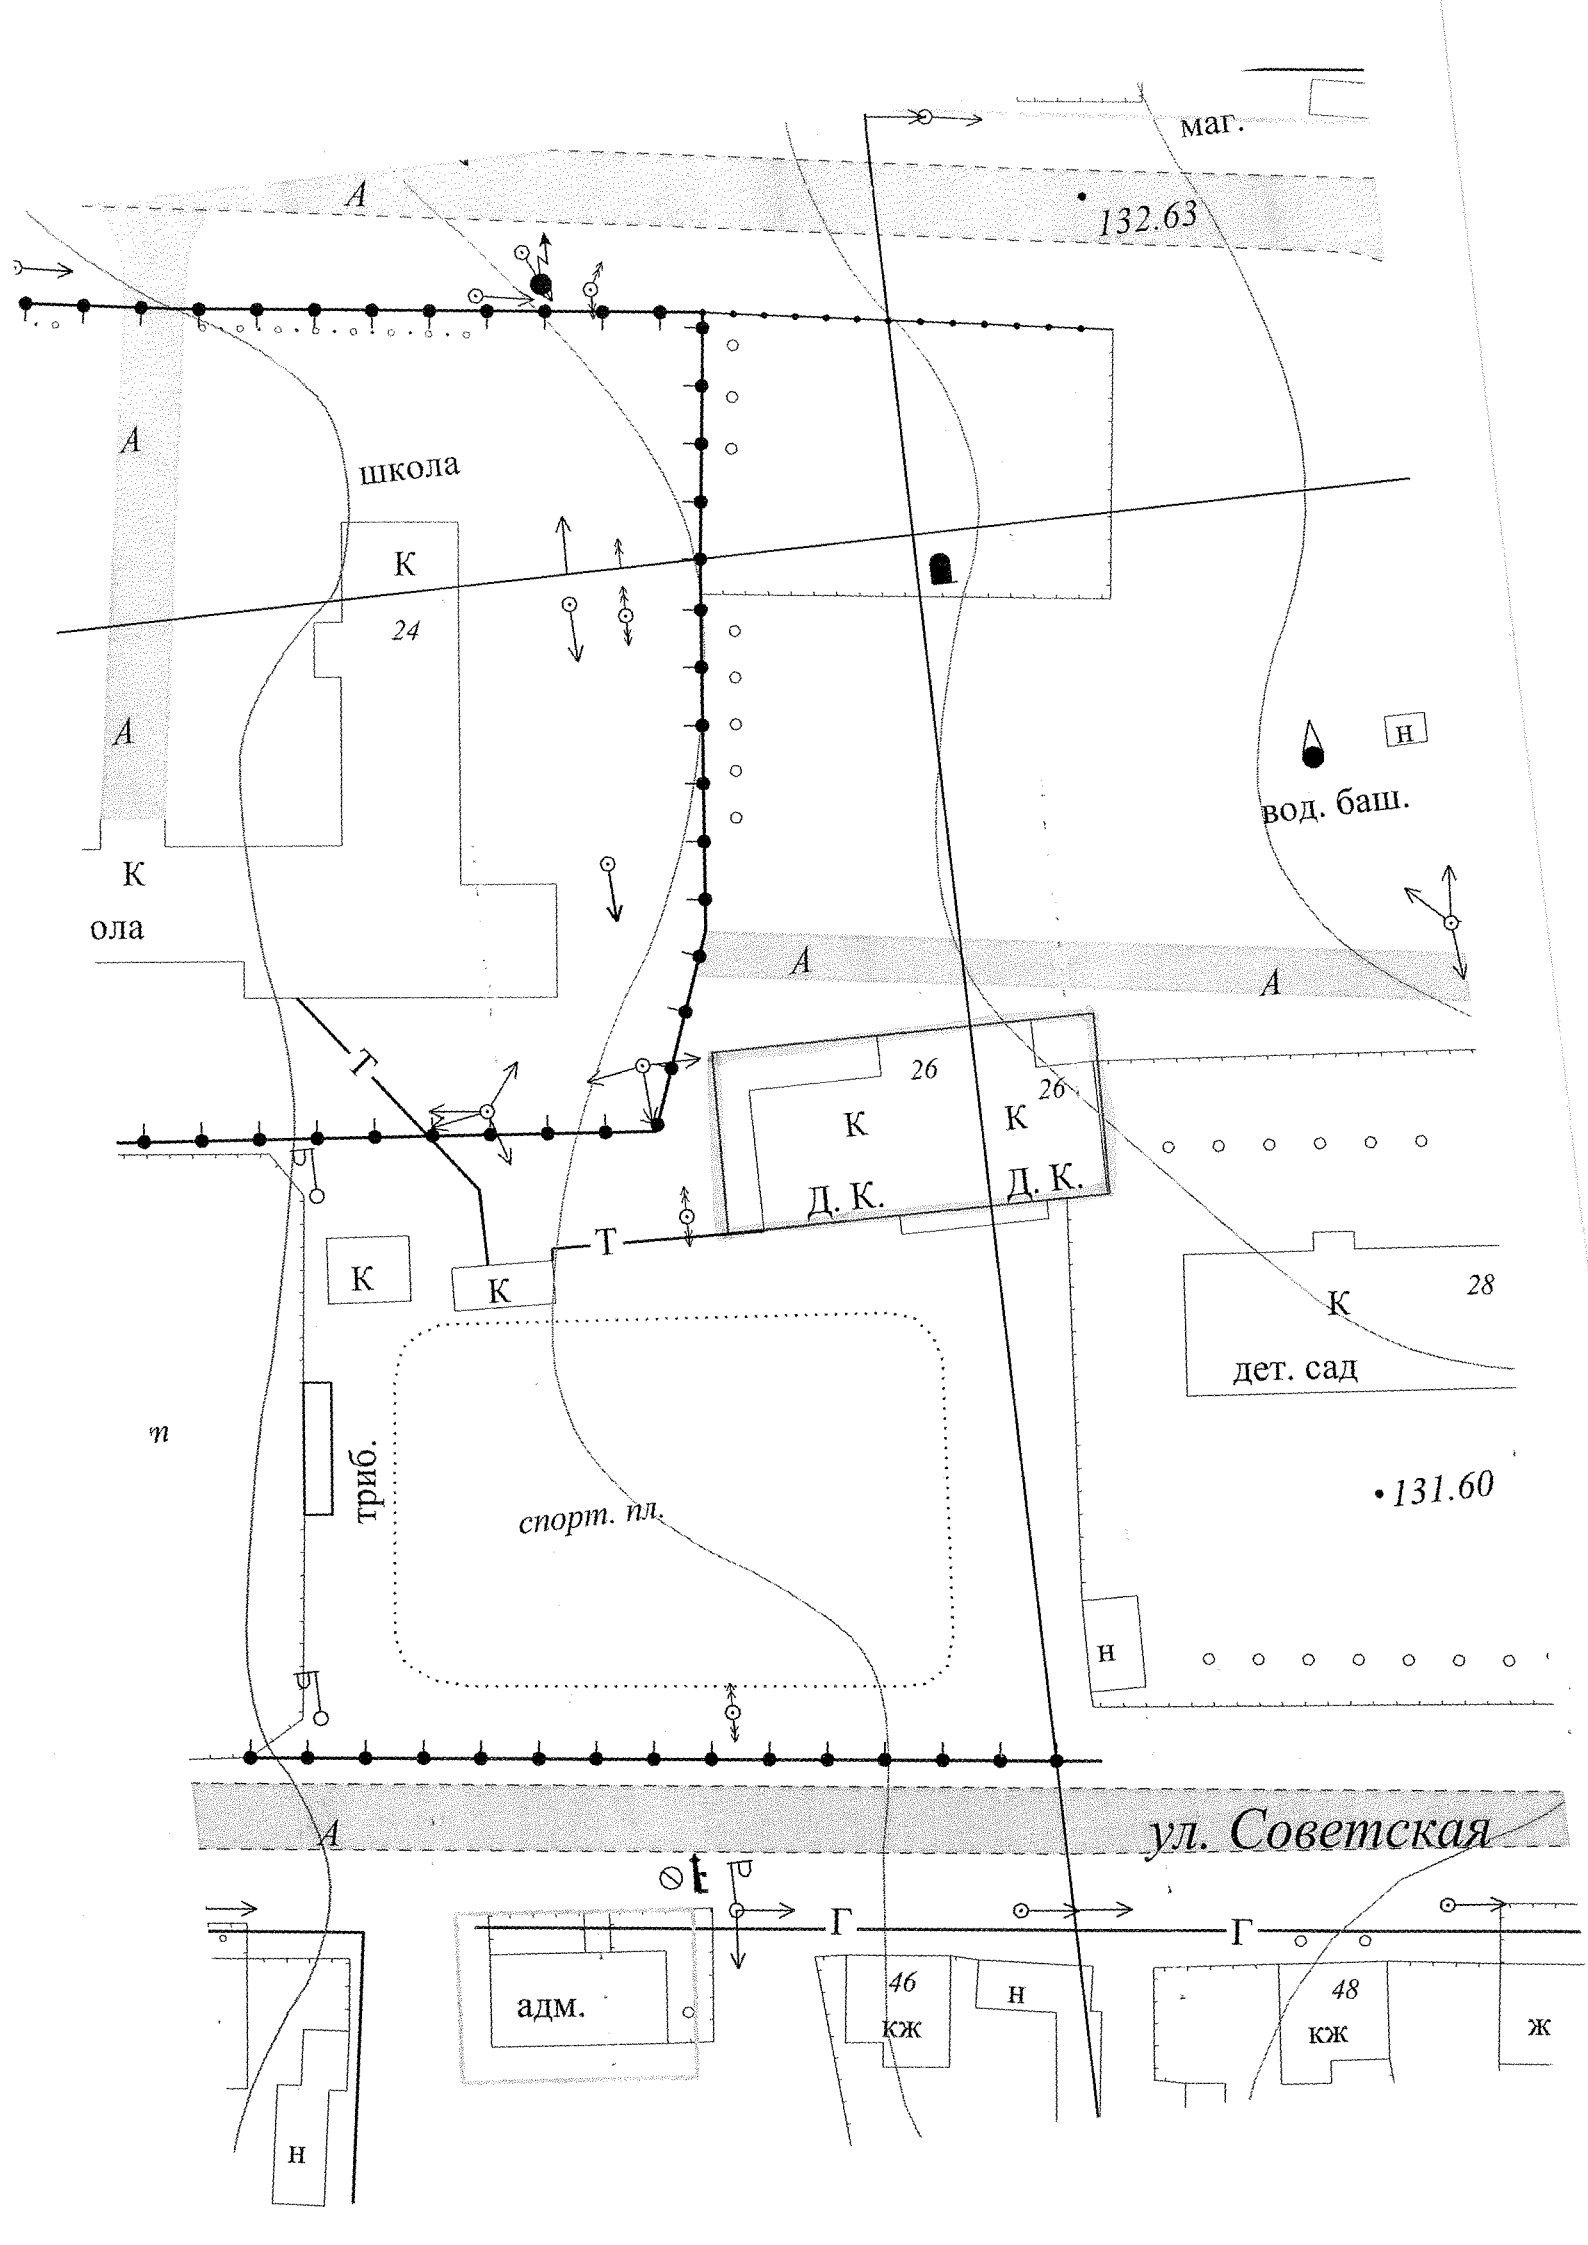 маг.
А
132.63
А
школа
К
24
А
н
вод. баш.
К
ола
А
А
Т
26
26
К
К
Д. К.
Д. К.
Т
К
К
К
28
дет. сад
п
триб.
131.60
спорт. пл.
н
ул. Советская
А
Г
Г
46
н
48
адм.
кж
кж
ж
н